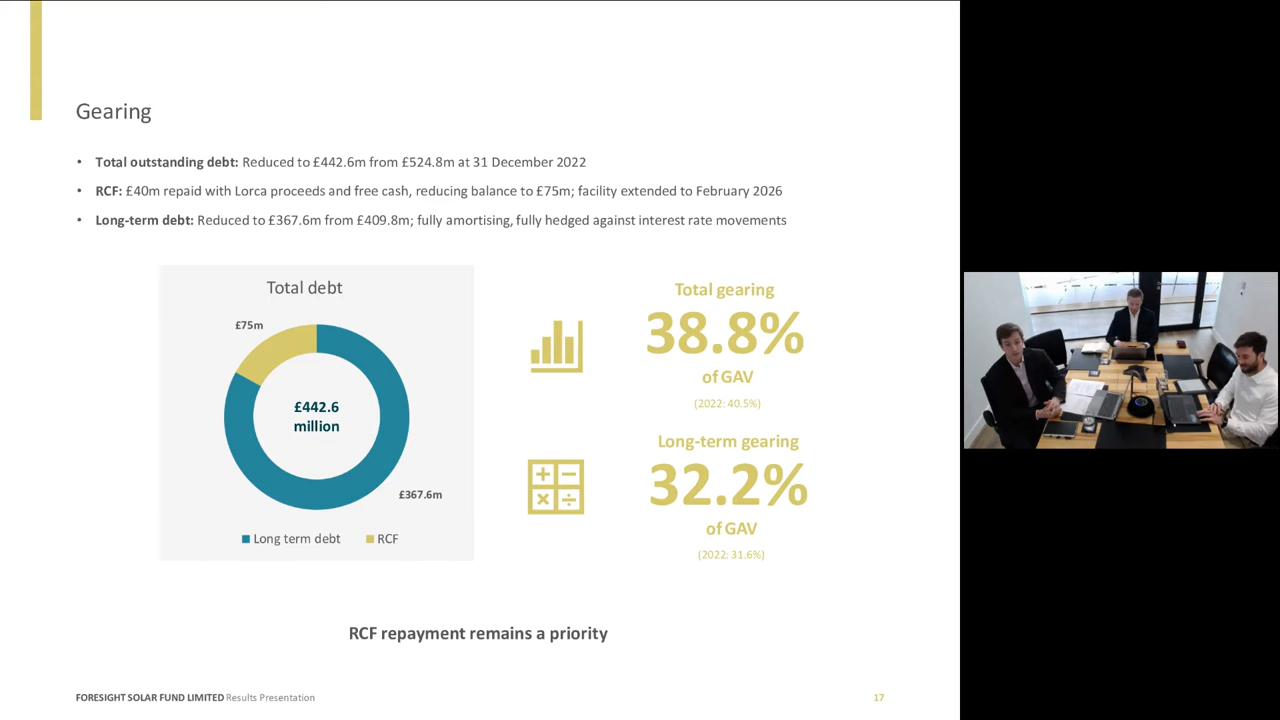 Gearing
• Total outstanding debt: Reduced to £442.6m from £524.8m at 31 December 2022
• RCF: £40m repaid with Lorca proceeds and free cash, reducing balance to £75m; facility extended to February 2026
• Long-term debt: Reduced to £367.6m from £409.8m; fully amortising, fully hedged against interest rate movements
Total debt
£75m
£442.6
million
£367.6m
Long term debt
RCF
Total gearing
38.8%
of GAV
(2022: 40.5%)
Long-term gearing
32.2%
of GAV
(2022: 31.6%)
RCF repayment remains a priority
FORESIGHT SOLAR FUND LIMITED Results Presentation
17